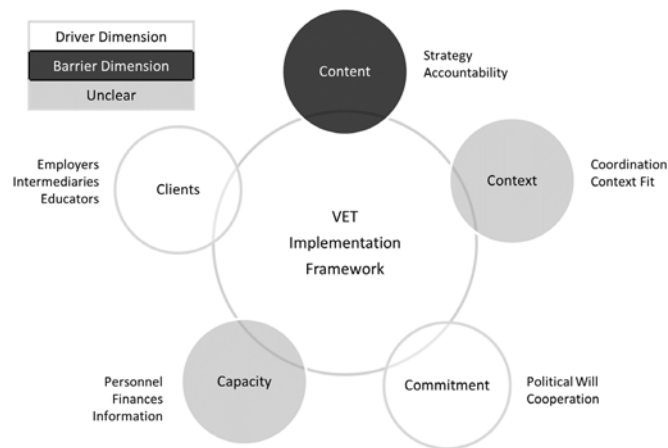 Driver Dimension
Barrier Dimension
Unclear
Content
Strategy
Accountability
Context
Coordination
Context Fit
Commitment
Political Will
Cooperation
Capacity
Personnel
Finances
Information
Clients
Employers
Intermediaries
Educators
VET
Implementation
Framework